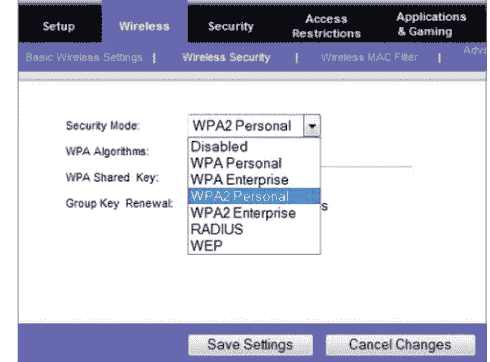 Setup Wireless Security Access Restrictions Applications & Gaming
Basic Wireless Settings | Wireless Security | Wireless MAC Filter |
Security Mode: WPA2 Personal
Disabled
WPA Personal
WPA Enterprise
WPA2 Personal
WPA2 Enterprise
RADIUS
WEP
WPA Algorithms:
WPA Shared Key:
Group Key Renewal: s
Save Settings Cancel Changes